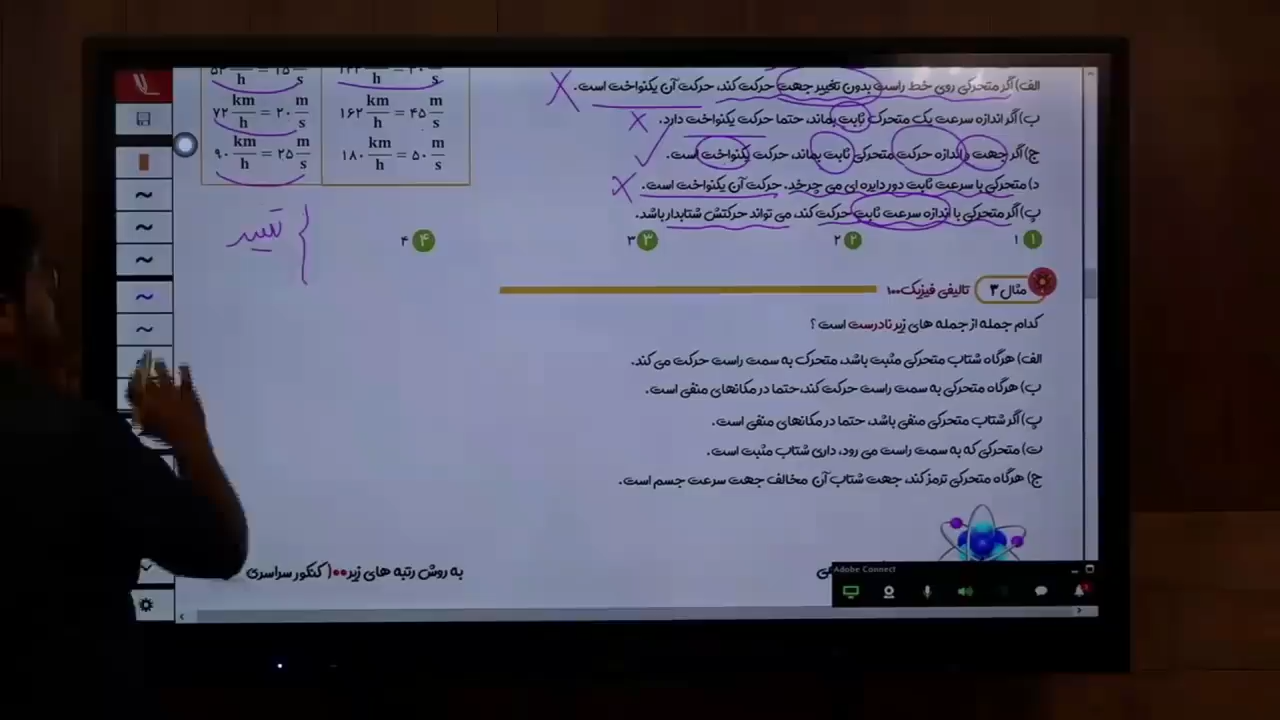 الف) اگر متحرکی روی خط راست بدون تغییر جهت حرکت کند، حرکت آن یکنواخت است.
ب) اگر اندازه سرعت یک متحرک ثابت بماند، حتما حرکت یکنواخت دارد.
ج) اگر جهت و اندازه حرکت متحرکی ثابت بماند، حرکت یکنواخت است.
د) متحرکی با سرعت ثابت دور دایره ای می چرخد. حرکت آن یکنواخت است.
پ) اگر متحرکی با اندازه سرعت ثابت حرکت کند، می تواند حرکتش شتابدار باشد.
۱ ۱ ۲ ۲ ۳ ۳ ۴ ۴
۷۲ km/h = ۲۰ m/s ۱۶۲ km/h = ۴۵ m/s
۹۰ km/h = ۲۵ m/s ۱۸۰ km/h = ۵۰ m/s
مثال ۳ تالیفی فیزیک۱۰۰
کدام جمله از جمله های زیر نادرست است ؟
الف) هرگاه شتاب متحرکی مثبت باشد، متحرک به سمت راست حرکت می کند.
ب) هرگاه متحرکی به سمت راست حرکت کند، حتما در مکانهای منفی است.
پ) اگر شتاب متحرکی منفی باشد، حتما در مکانهای منفی است.
ت) متحرکی که به سمت راست می رود، داری شتاب مثبت است.
ج) هرگاه متحرکی ترمز کند، جهت شتاب آن مخالف جهت سرعت جسم است.
به روش رتبه های زیر ۱۰۰ کنکور سراسری
Adobe Connect